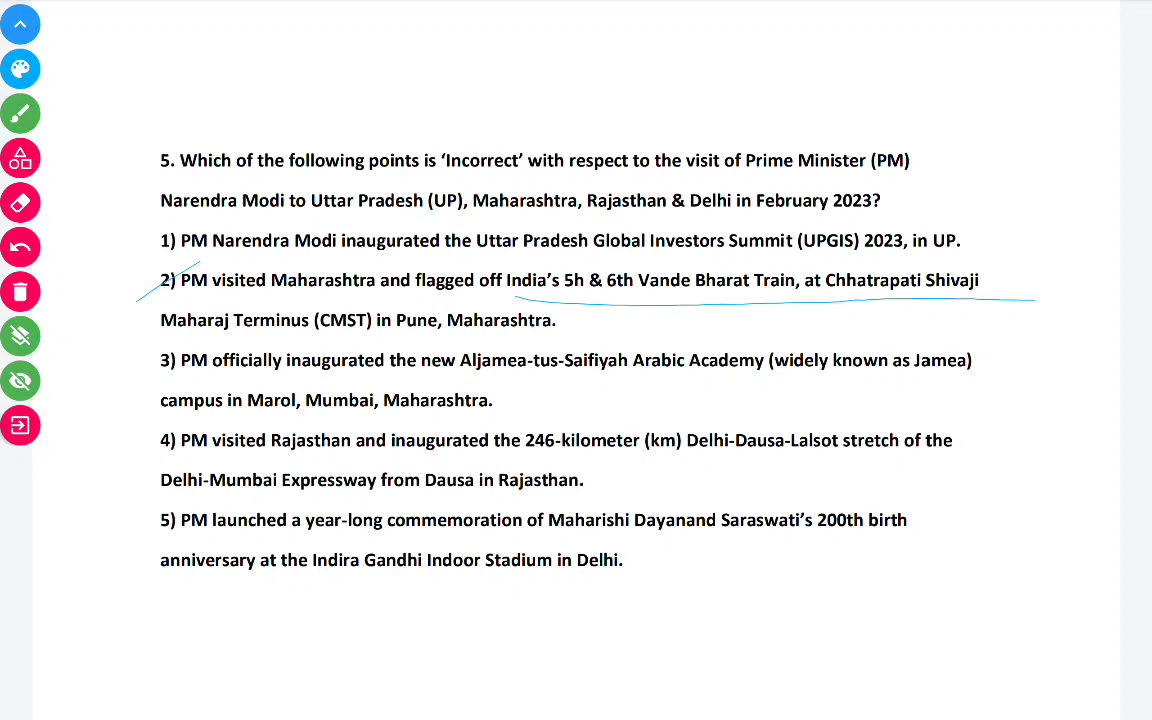 5. Which of the following points is ‘Incorrect’ with respect to the visit of Prime Minister (PM)
Narendra Modi to Uttar Pradesh (UP), Maharashtra, Rajasthan & Delhi in February 2023?
1) PM Narendra Modi inaugurated the Uttar Pradesh Global Investors Summit (UPGIS) 2023, in UP.
2) PM visited Maharashtra and flagged off India’s 5h & 6th Vande Bharat Train, at Chhatrapati Shivaji
Maharaj Terminus (CMST) in Pune, Maharashtra.
3) PM officially inaugurated the new Aljamea-tus-Saifiyah Arabic Academy (widely known as Jamea)
campus in Marol, Mumbai, Maharashtra.
4) PM visited Rajasthan and inaugurated the 246-kilometer (km) Delhi-Dausa-Lalsot stretch of the
Delhi-Mumbai Expressway from Dausa in Rajasthan.
5) PM launched a year-long commemoration of Maharishi Dayanand Saraswati’s 200th birth
anniversary at the Indira Gandhi Indoor Stadium in Delhi.